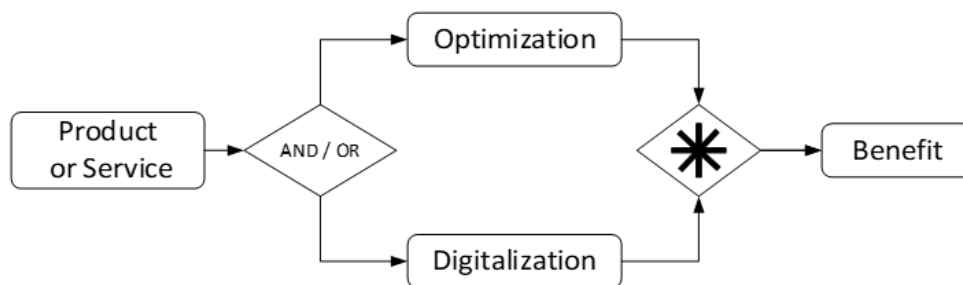 Optimization
Product
or Service
AND / OR
Benefit
Digitalization